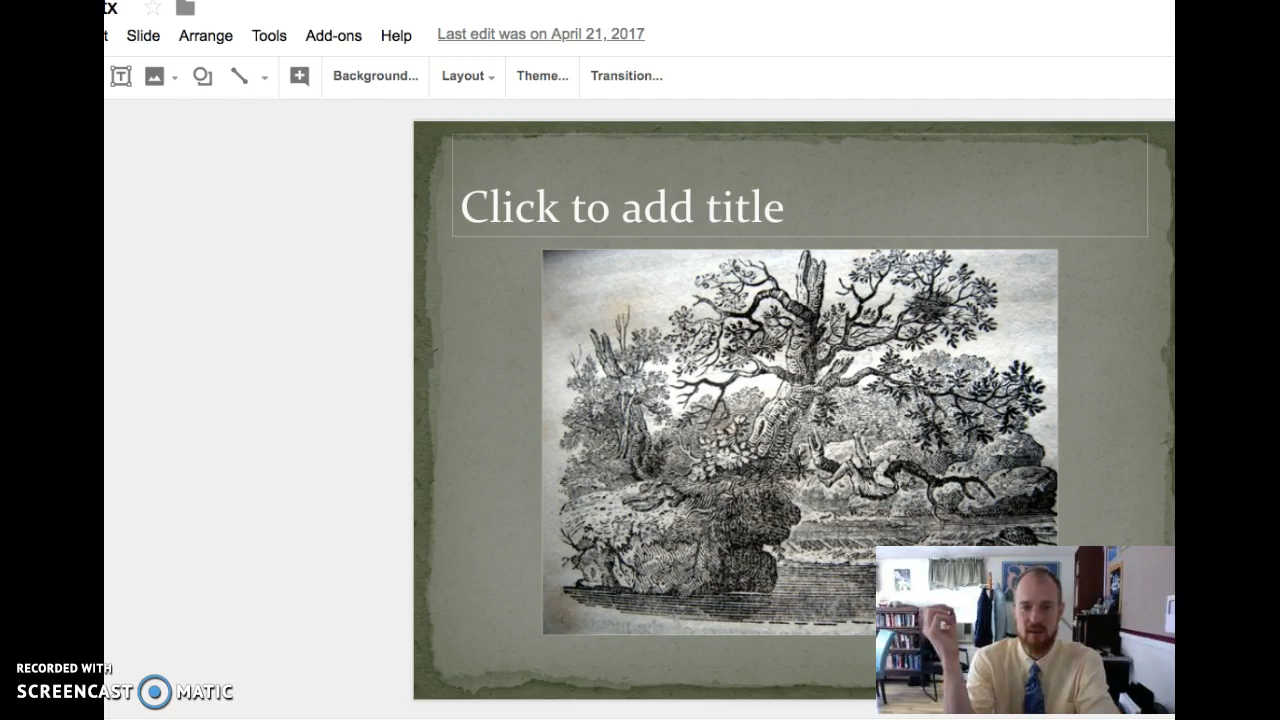 Slide Arrange Tools Add-ons Help Last edit was on April 21, 2017
Background... Layout Theme... Transition...
Click to add title
RECORDED WITH
SCREENCAST MATIC